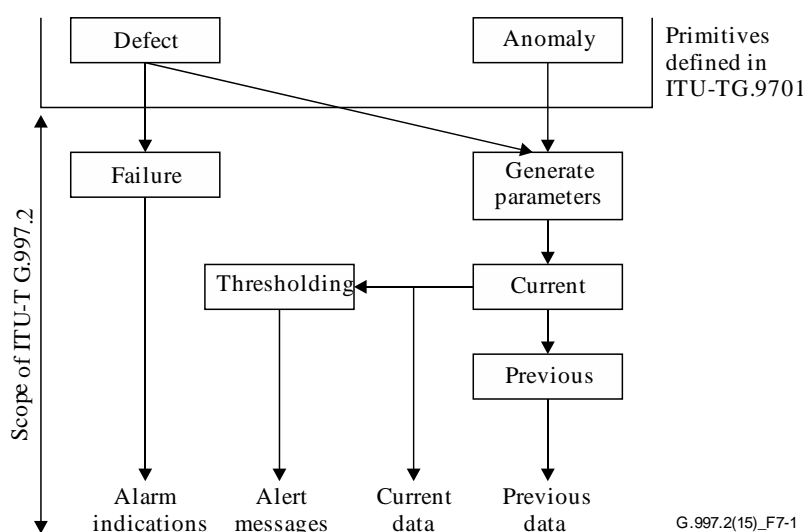 Defect
Anomaly
Primitives
defined in
ITU-TG.9701
Failure
Generate
parameters
Scope of ITU-T G.997.2
Thresholding
Current
Previous
Alarm
indications
Alert
messages
Current
data
Previous
data
G.997.2(15)_F7-1